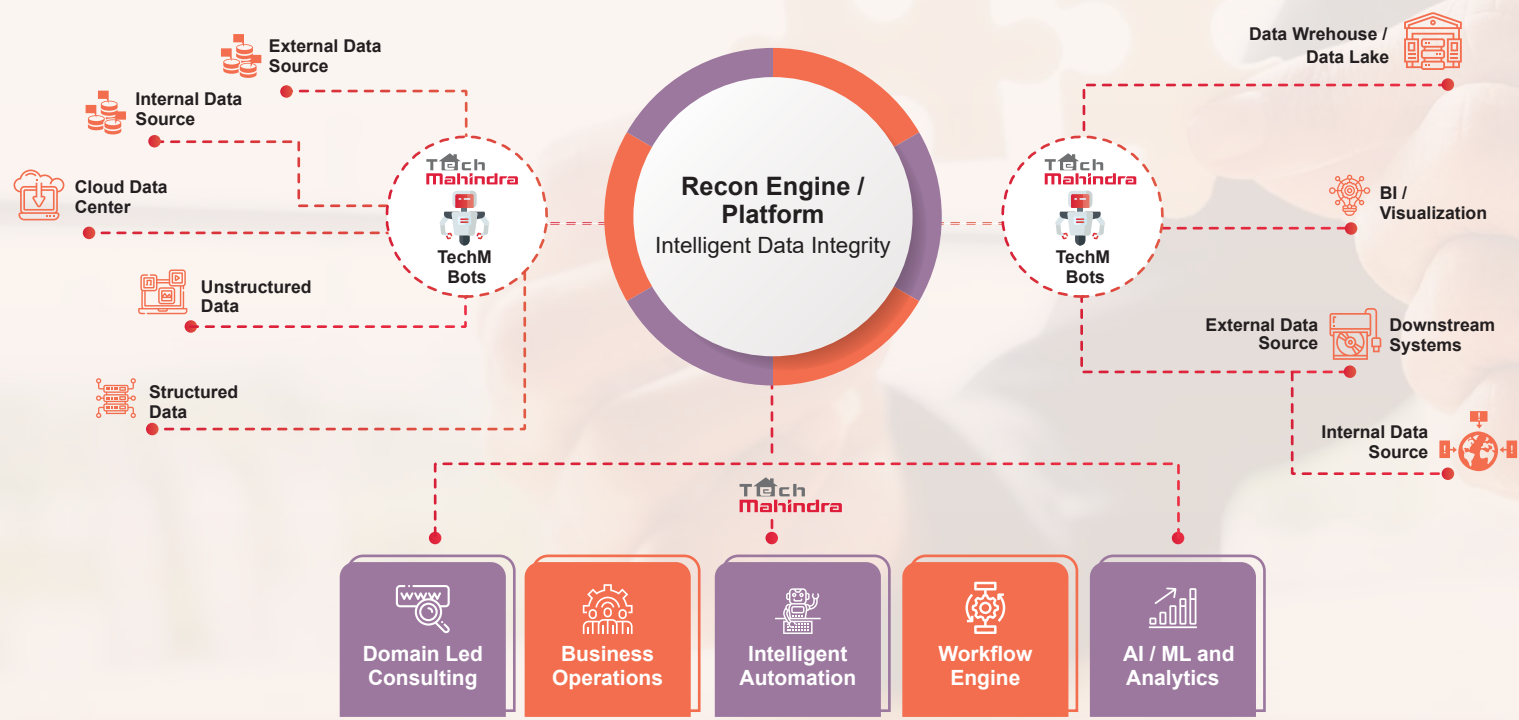 External Data
Source
Internal Data
Source
Cloud Data
Center
Unstructured
Data
Structured
Data
Tech
Mahindra
TechM
Bots
Recon Engine /
Platform
Intelligent Data Integrity
Tech
Mahindra
TechM
Bots
Data Wrehouse /
Data Lake
BI /
Visualization
External Data
Source
Downstream
Systems
Internal Data
Source
Tech
Mahindra
www
Domain Led
Consulting
Business
Operations
Intelligent
Automation
Workflow
Engine
AI / ML and
Analytics